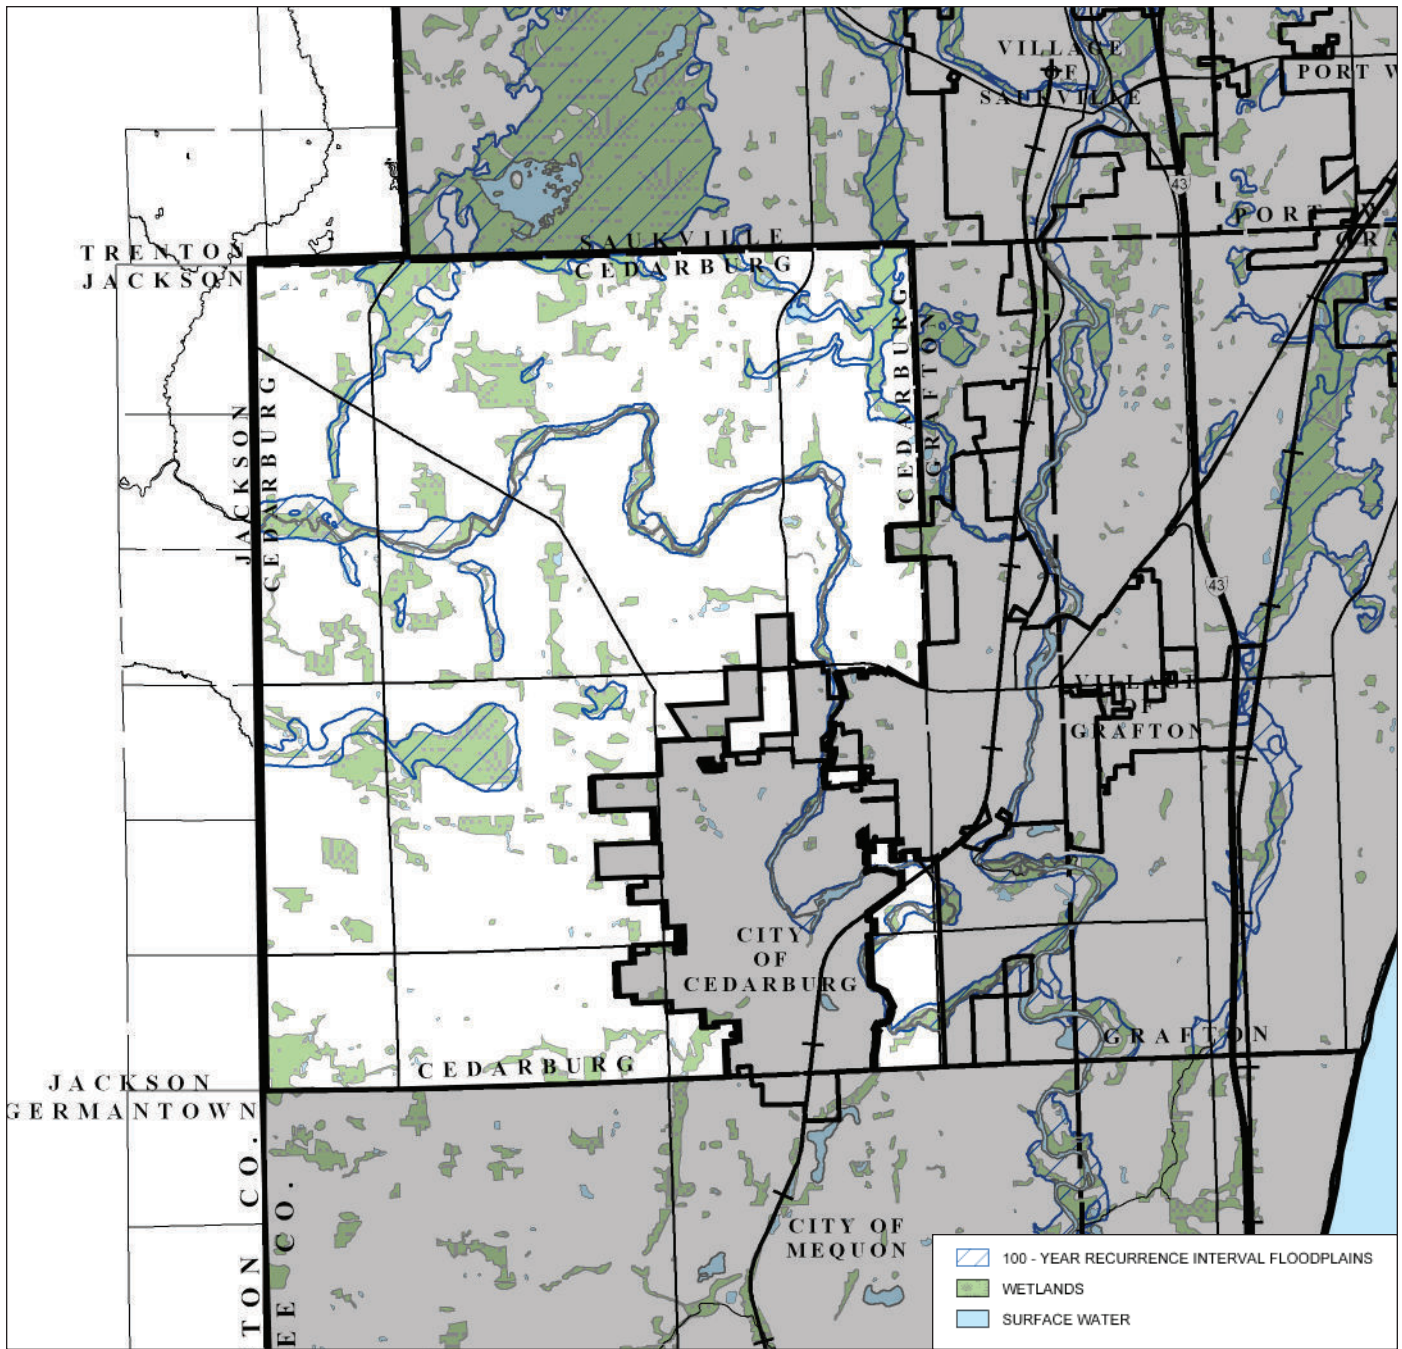 VILLAGE
OF
SAUKVILLE
PORT W
43
PORT W
GRA
TRENTON
JACKSON
SAUKVILLE
CEDARBURG
CEDARBURG
GRAFTON
JACKSON
CEDARBURG
43
VILLAGE
OF
GRAFTON
CITY
OF
CEDARBURG
GRAFTON
CEDARBURG
JACKSON
GERMANTOWN
TON CO.
EE CO.
CITY OF
MEQUON
100 - YEAR RECURRENCE INTERVAL FLOODPLAINS
WETLANDS
SURFACE WATER